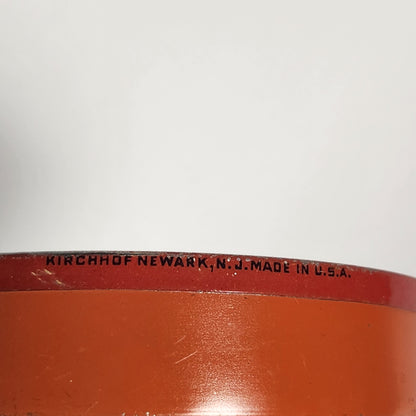 KIRCHHOF NEWARK, N. J. MADE IN U.S.A.